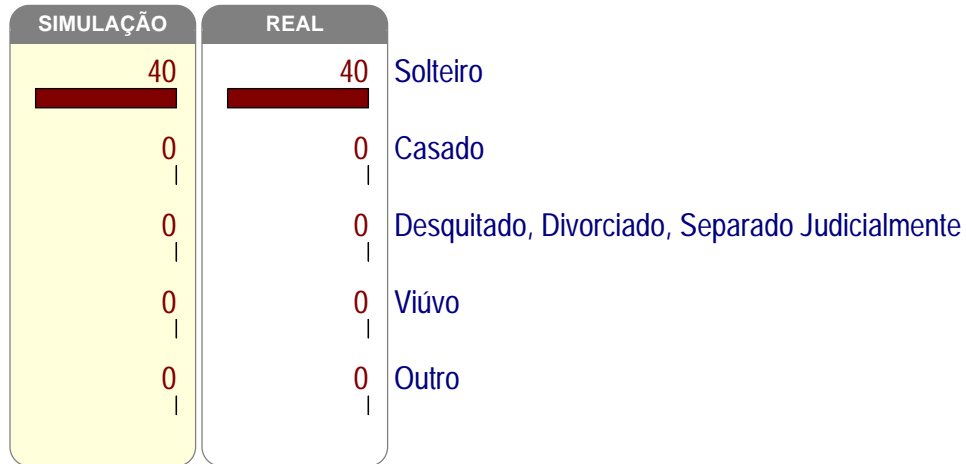 SIMULAÇÃO REAL
40 40 Solteiro
0 0 Casado
0 0 Desquitado, Divorciado, Separado Judicialmente
0 0 Viúvo
0 0 Outro